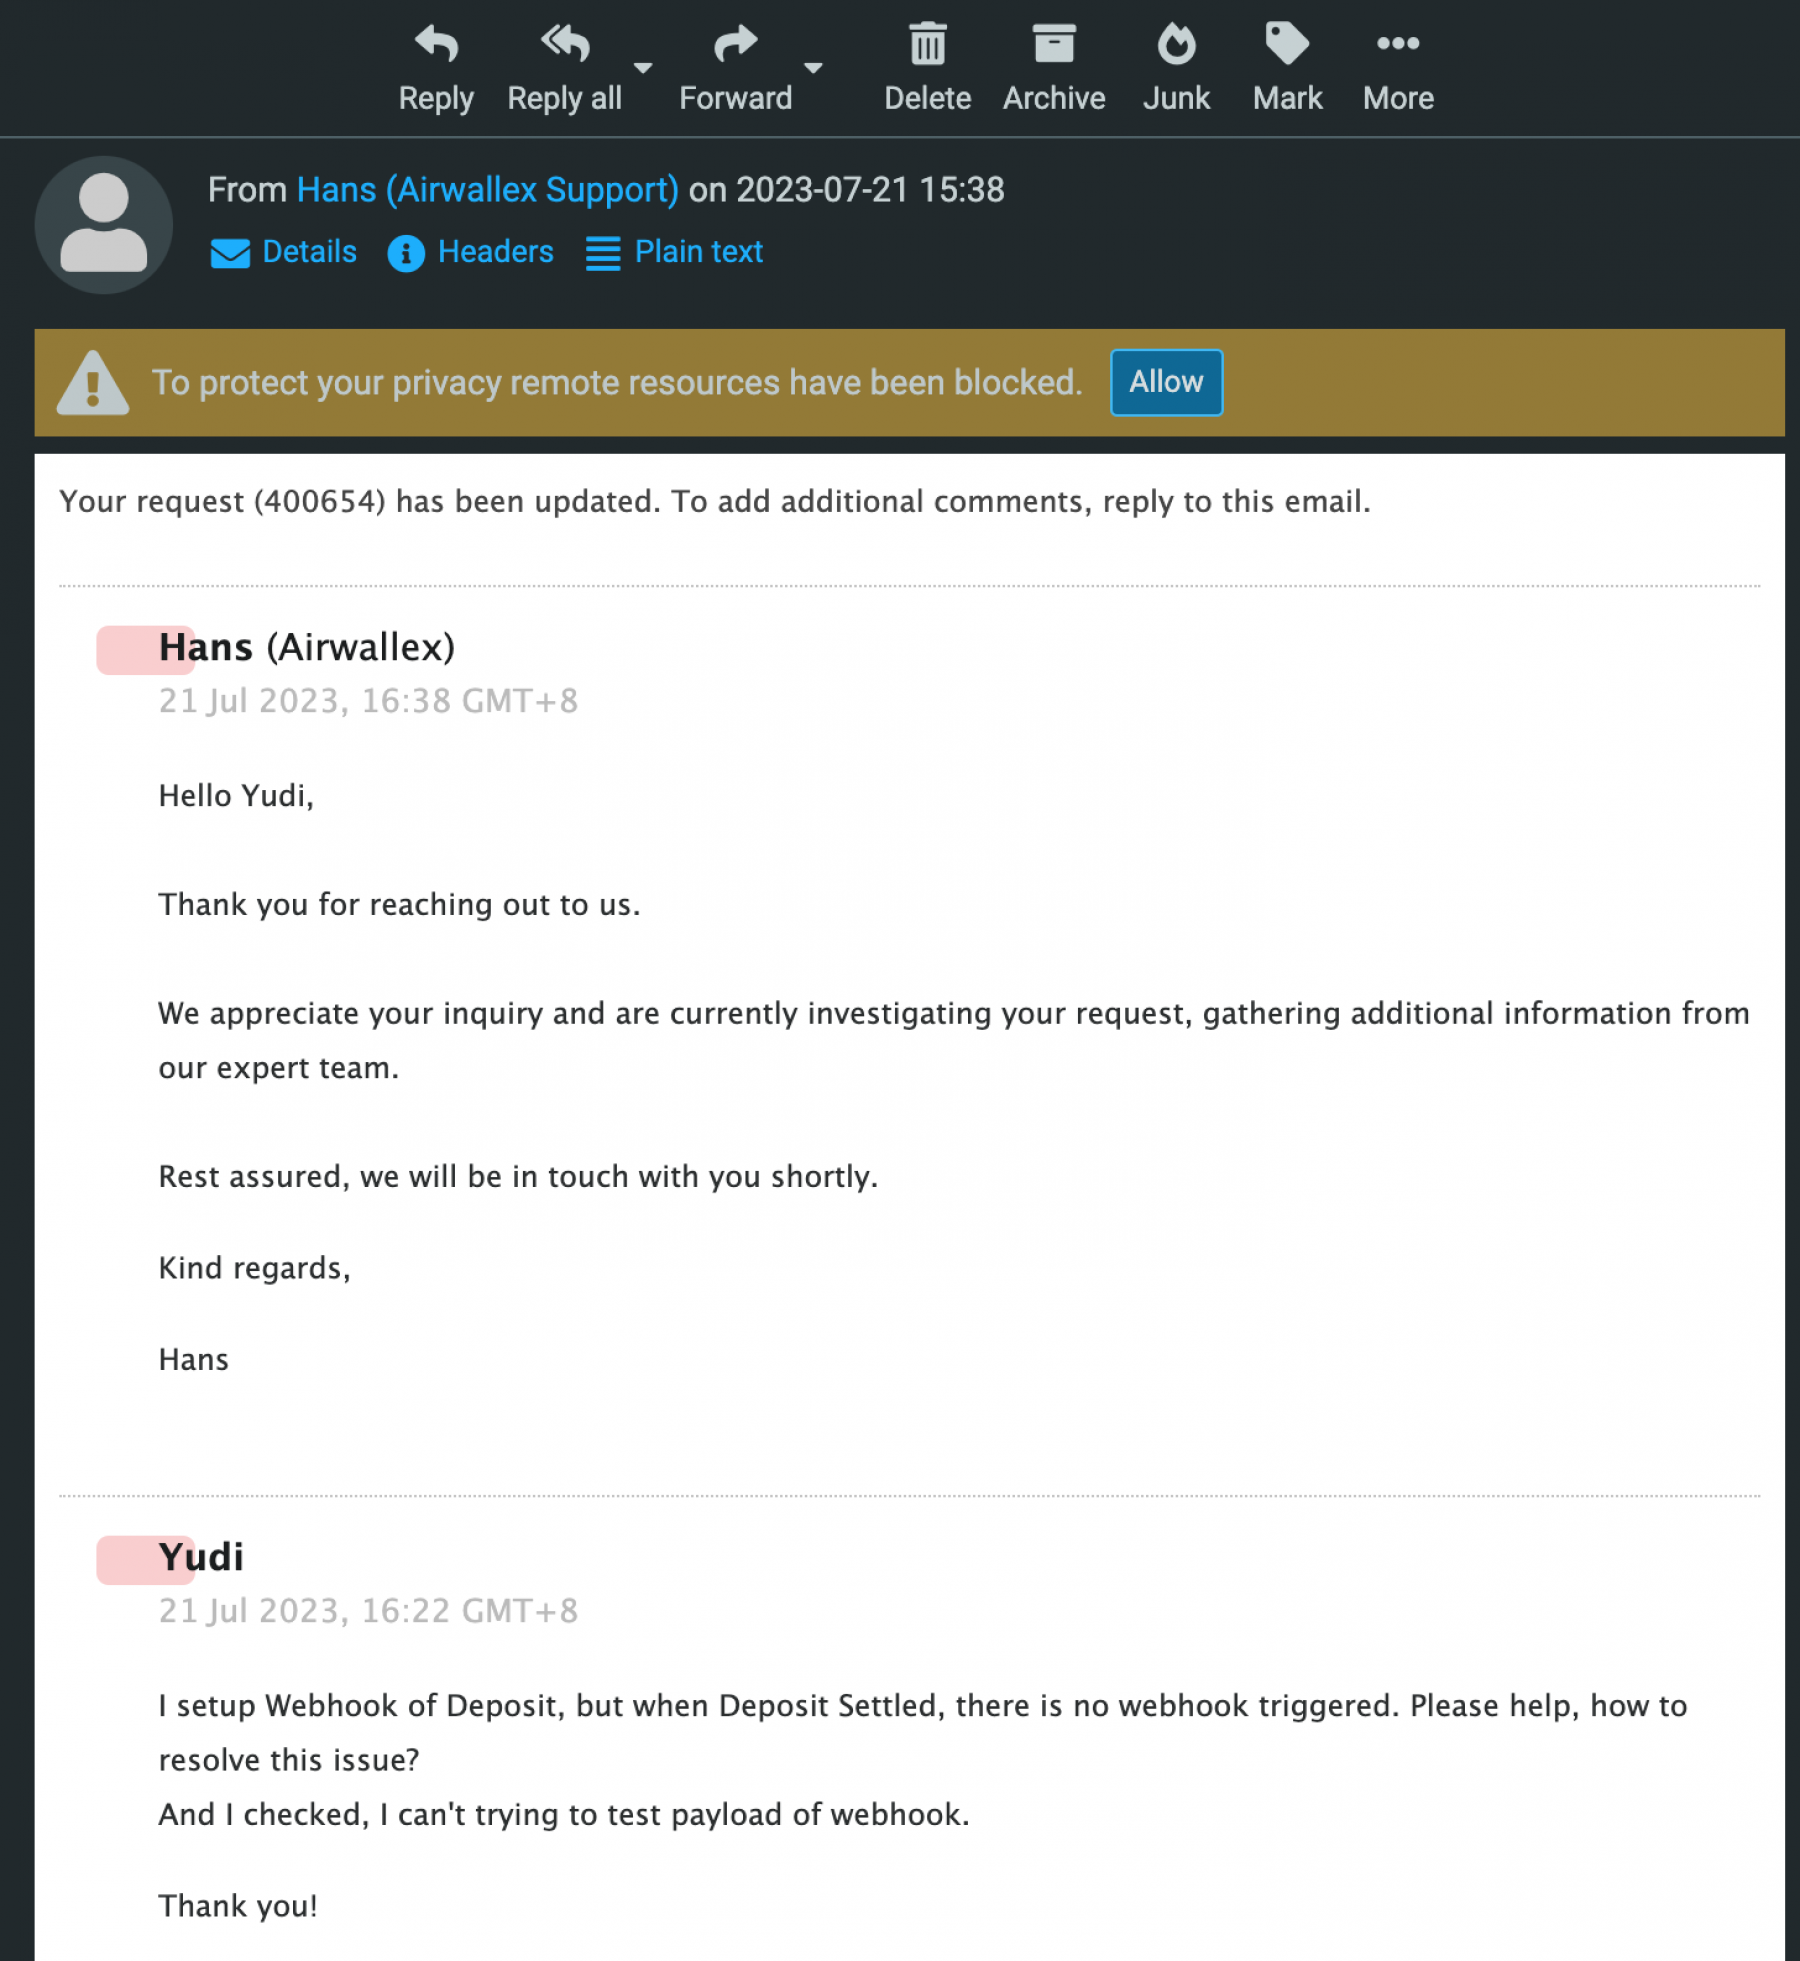 Reply Reply all Forward Delete Archive Junk Mark More
From Hans (Airwallex Support) on 2023-07-21 15:38
Details Headers Plain text
To protect your privacy remote resources have been blocked. Allow
Your request (400654) has been updated. To add additional comments, reply to this email.
Hans (Airwallex)
21 Jul 2023, 16:38 GMT+8
Hello Yudi,
Thank you for reaching out to us.
We appreciate your inquiry and are currently investigating your request, gathering additional information from
our expert team.
Rest assured, we will be in touch with you shortly.
Kind regards,
Hans
Yudi
21 Jul 2023, 16:22 GMT+8
I setup Webhook of Deposit, but when Deposit Settled, there is no webhook triggered. Please help, how to
resolve this issue?
And I checked, I can't trying to test payload of webhook.
Thank you!